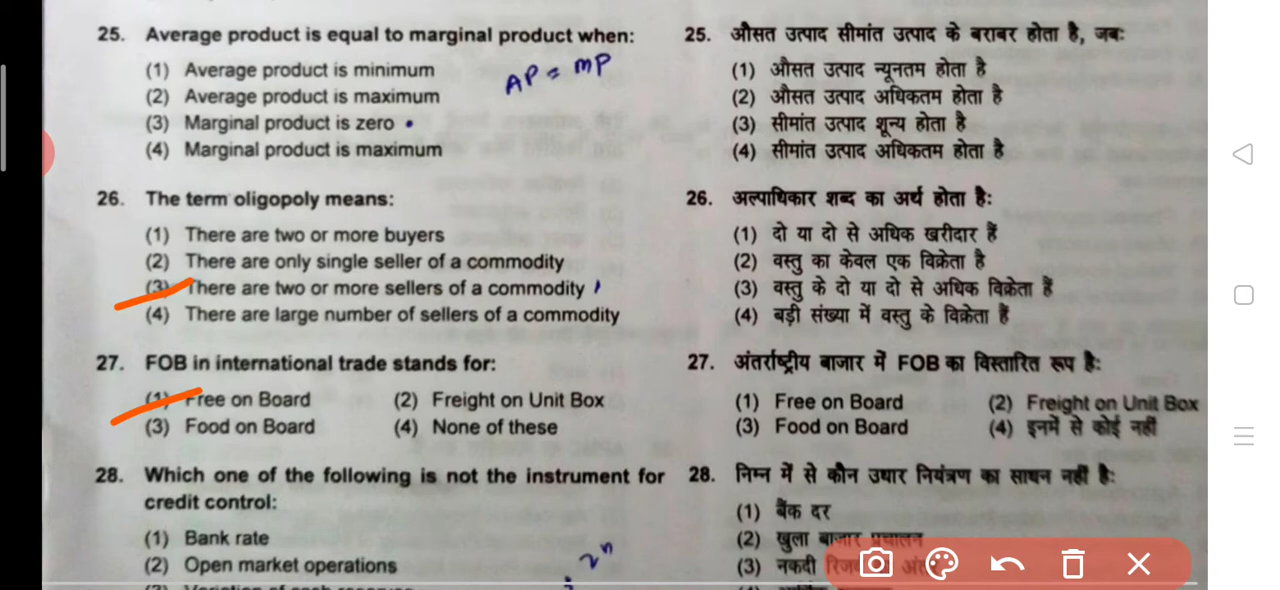 25. Average product is equal to marginal product when:
(1) Average product is minimum
(2) Average product is maximum
(3) Marginal product is zero
(4) Marginal product is maximum
AP = MP
26. The term oligopoly means:
(1) There are two or more buyers
(2) There are only single seller of a commodity
(3) There are two or more sellers of a commodity
(4) There are large number of sellers of a commodity
27. FOB in international trade stands for:
(1) Free on Board (2) Freight on Unit Box
(3) Food on Board (4) None of these
28. Which one of the following is not the instrument for
credit control:
(1) Bank rate
(2) Open market operations
2ⁿ
25. औसत उत्पाद सीमांत उत्पाद के बराबर होता है, जबः
(1) औसत उत्पाद न्यूनतम होता है
(2) औसत उत्पाद अधिकतम होता है
(3) सीमांत उत्पाद शून्य होता है
(4) सीमांत उत्पाद अधिकतम होता है
26. अल्पाधिकार शब्द का अर्थ होता हैः
(1) दो या दो से अधिक खरीदार हैं
(2) वस्तु का केवल एक विक्रेता है
(3) वस्तु के दो या दो से अधिक विक्रेता हैं
(4) बड़ी संख्या में वस्तु के विक्रेता हैं
27. अंतर्राष्ट्रीय बाजार में FOB का विस्तारित रूप हैः
(1) Free on Board (2) Freight on Unit Box
(3) Food on Board (4) इनमें से कोई नहीं
28. निम्न में से कौन उधार नियंत्रण का साधन नहीं हैः
(1) बैंक दर
(2) खुला बाजार प्रचालन
(3) नकदी